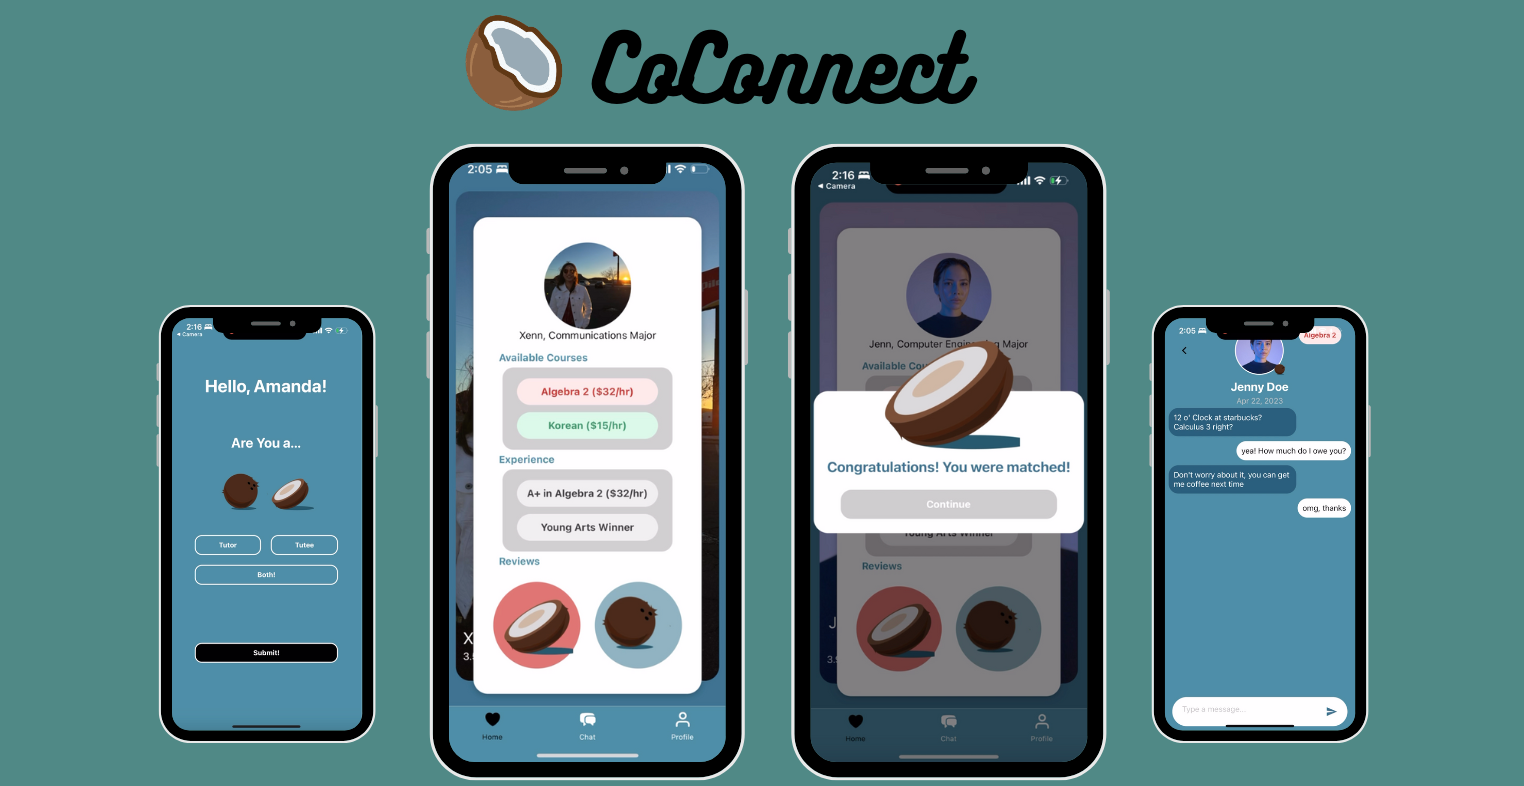 CoConnect
2:16
Camera
Hello, Amanda!
Are You a...
Tutor
Tutee
Both!
Submit!
2:05
Xenn, Communications Major
Available Courses
Algebra 2 ($32/hr)
Korean ($15/hr)
Experience
A+ in Algebra 2 ($32/hr)
Young Arts Winner
Reviews
X
3.
Home
Chat
Profile
2:16
Camera
Jenn, Computer Engineering Major
Available Cou
Congratulations! You were matched!
Continue
Young Arts Winner
Reviews
J
3.
Home
Chat
Profile
2:05
Algebra 2
Jenny Doe
Apr 22, 2023
12 o' Clock at starbucks?
Calculus 3 right?
yea! How much do I owe you?
Don't worry about it, you can get
me coffee next time
omg, thanks
Type a message...